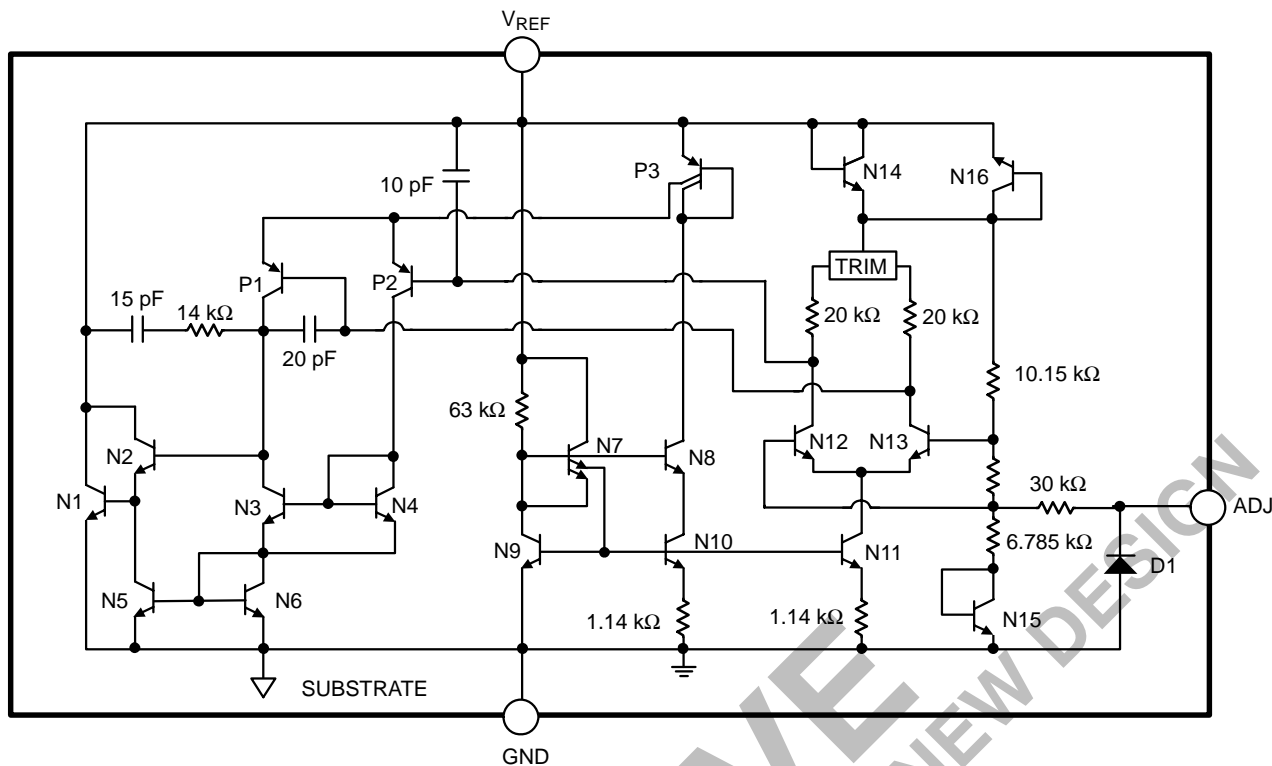 V_REF
P3
N14
N16
10 pF
TRIM
P1
P2
15 pF
14 kΩ
20 pF
20 kΩ
20 kΩ
10.15 kΩ
63 kΩ
N7
N8
N12
N13
N2
N1
N3
N4
30 kΩ
ADJ
6.785 kΩ
N9
N10
N11
D1
N5
N6
1.14 kΩ
1.14 kΩ
N15
SUBSTRATE
GND
NEW DESIGN